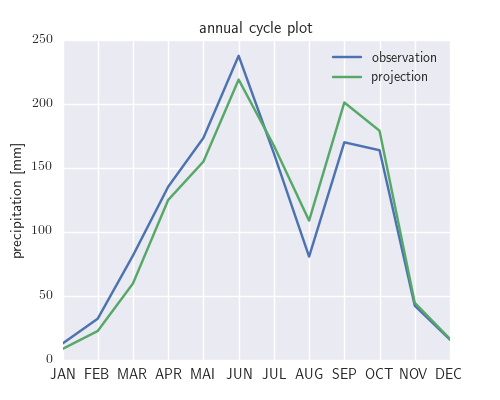 annual cycle plot
250
200
150
100
50
0
precipitation [mm]
observation
projection
JAN FEB MAR APR MAI JUN JUL AUG SEP OCT NOV DEC